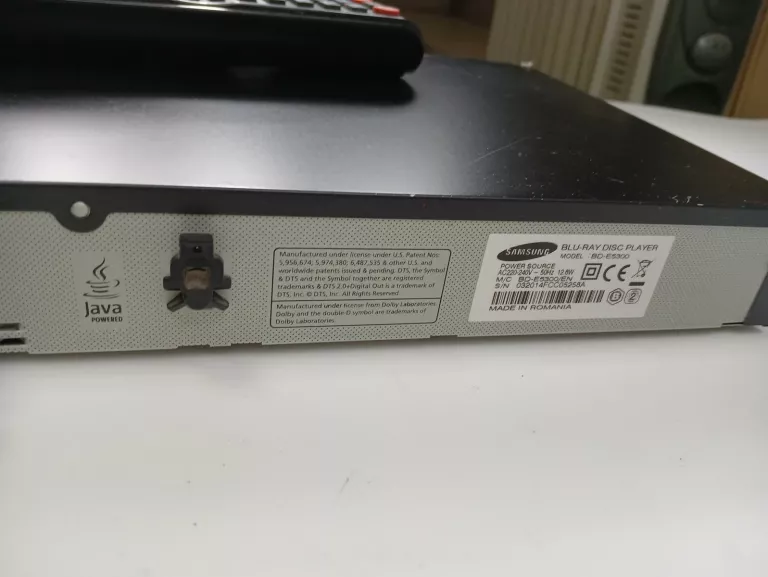 Java
POWERED
Manufactured under license under U.S. Patent Nos:
5,956,674; 5,974,380; 6,487,535 & other U.S. and
worldwide patents issued & pending. DTS, the Symbol
& DTS and the Symbol together are registered
trademarks & DTS 2.0+Digital Out is a trademark of
DTS, Inc. © DTS, Inc. All Rights Reserved.
Manufactured under license from Dolby Laboratories.
Dolby and the double-D symbol are trademarks of
Dolby Laboratories.
SAMSUNG
BLU-RAY DISC PLAYER
MODEL : BD-E5300
POWER SOURCE
AC220-240V ~ 50Hz 12.8W
M/C BD-E5300/EN
S/N
MADE IN ROMANIA
CE